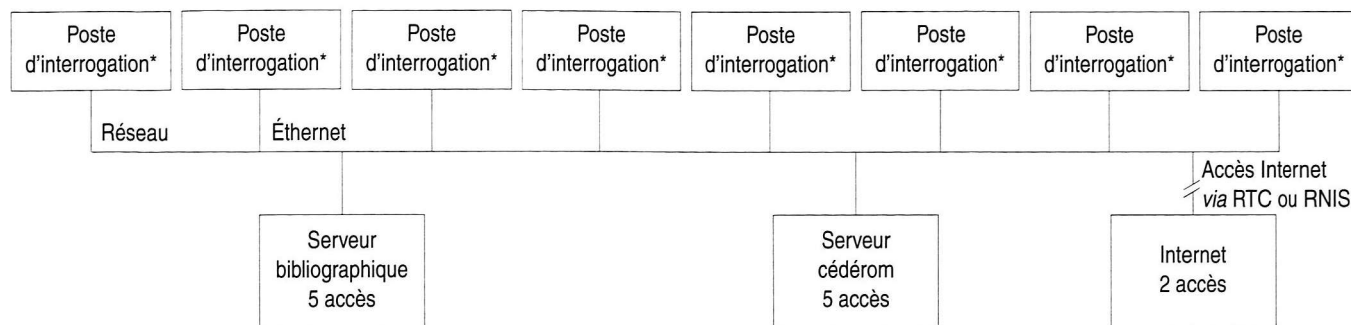 Poste
d'interrogation*
Poste
d'interrogation*
Poste
d'interrogation*
Poste
d'interrogation*
Poste
d'interrogation*
Poste
d'interrogation*
Poste
d'interrogation*
Poste
d'interrogation*
Réseau
Éthernet
Accès Internet
via RTC ou RNIS
Serveur
bibliographique
5 accès
Serveur
cédérom
5 accès
Internet
2 accès